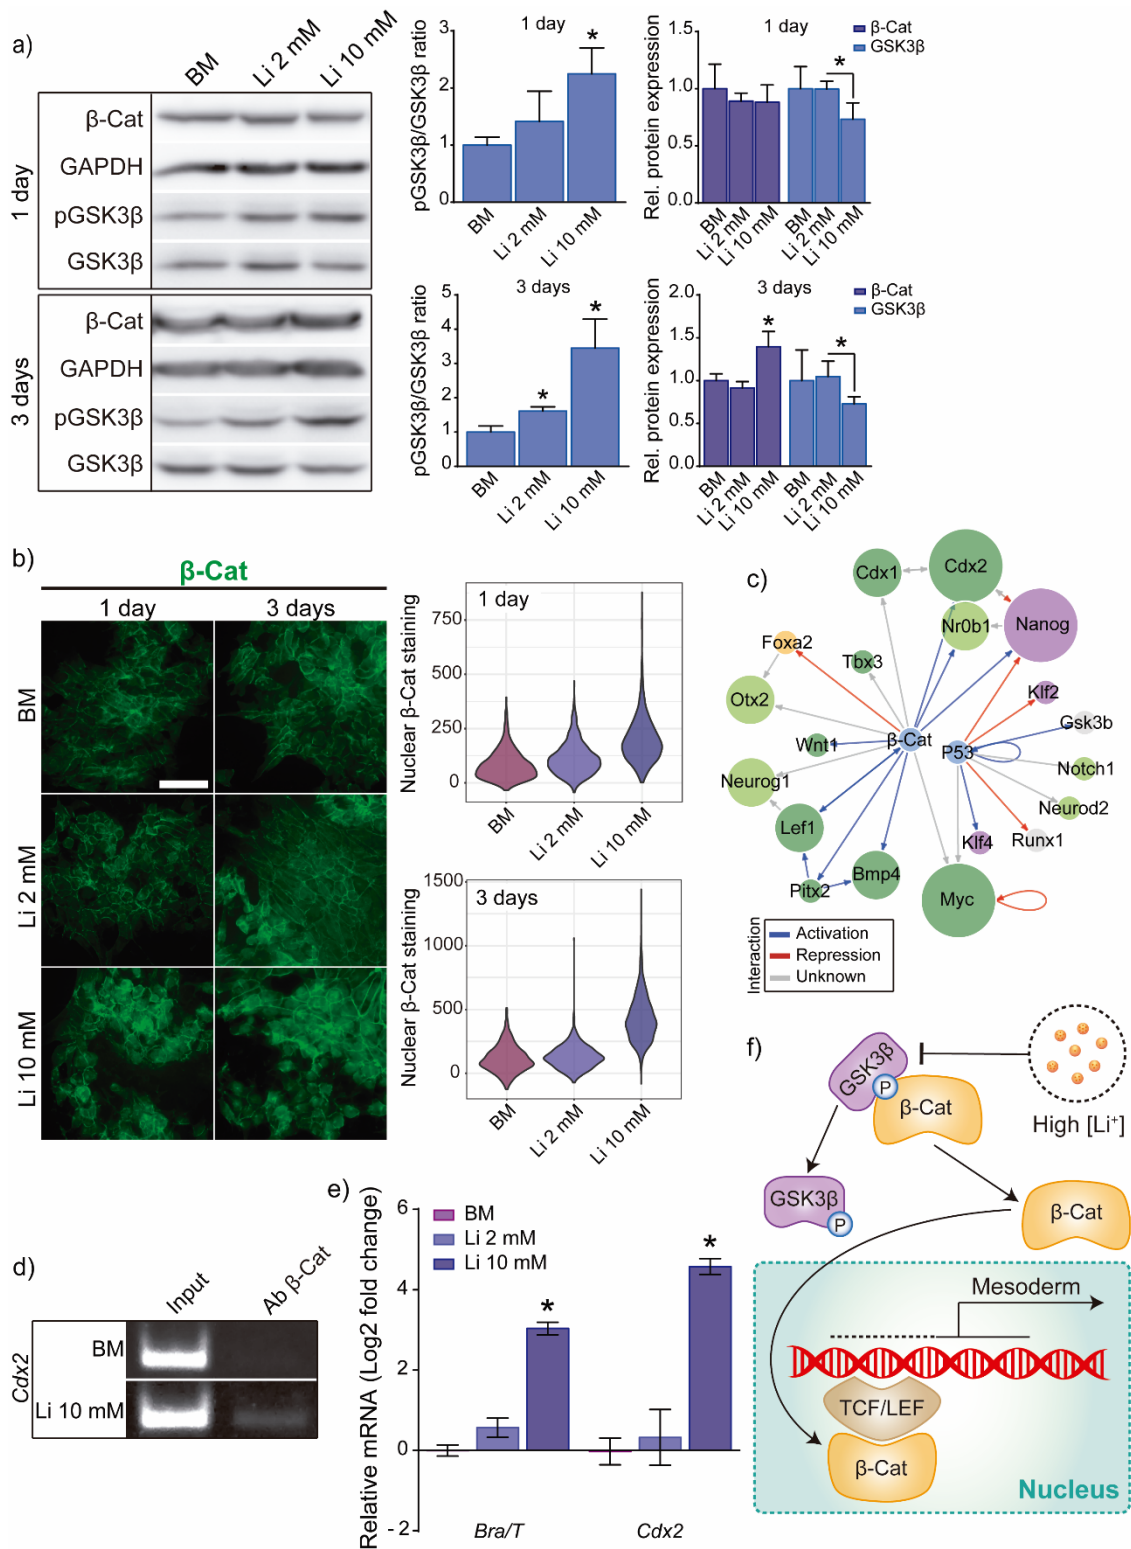 a)
BM
Li 2 mM
Li 10 mM
1 day
β-Cat
GAPDH
pGSK3β
GSK3β
3 days
β-Cat
GAPDH
pGSK3β
GSK3β
1 day
pGSK3β/GSK3β ratio
3
2
1
0
*
BM
Li 2 mM
Li 10 mM
1 day
β-Cat
GSK3β
Rel. protein expression
1.5
1.0
0.5
0.0
*
BM
Li 2 mM
Li 10 mM
BM
Li 2 mM
Li 10 mM
3 days
pGSK3β/GSK3β ratio
5
4
3
2
1
0
*
*
BM
Li 2 mM
Li 10 mM
3 days
β-Cat
GSK3β
Rel. protein expression
2.0
1.5
1.0
0.5
0.0
*
*
BM
Li 2 mM
Li 10 mM
BM
Li 2 mM
Li 10 mM
b)
β-Cat
1 day
3 days
BM
Li 2 mM
Li 10 mM
1 day
Nuclear β-Cat staining
750
500
250
0
BM
Li 2 mM
Li 10 mM
3 days
Nuclear β-Cat staining
1500
1000
500
0
BM
Li 2 mM
Li 10 mM
c)
Cdx1
Cdx2
Nr0b1
Nanog
Foxa2
Tbx3
Otx2
Klf2
Gsk3b
Wnt1
β-Cat
P53
Notch1
Neurog1
Neurod2
Lef1
Klf4
Runx1
Pitx2
Bmp4
Myc
Interaction
Activation
Repression
Unknown
d)
Input
Ab β-Cat
Cdx2
BM
Li 10 mM
e)
BM
Li 2 mM
Li 10 mM
Relative mRNA (Log2 fold change)
6
4
2
0
-2
*
*
Bra/T
Cdx2
f)
GSK3β
P
β-Cat
High [Li⁺]
GSK3β
P
β-Cat
Mesoderm
TCF/LEF
β-Cat
Nucleus